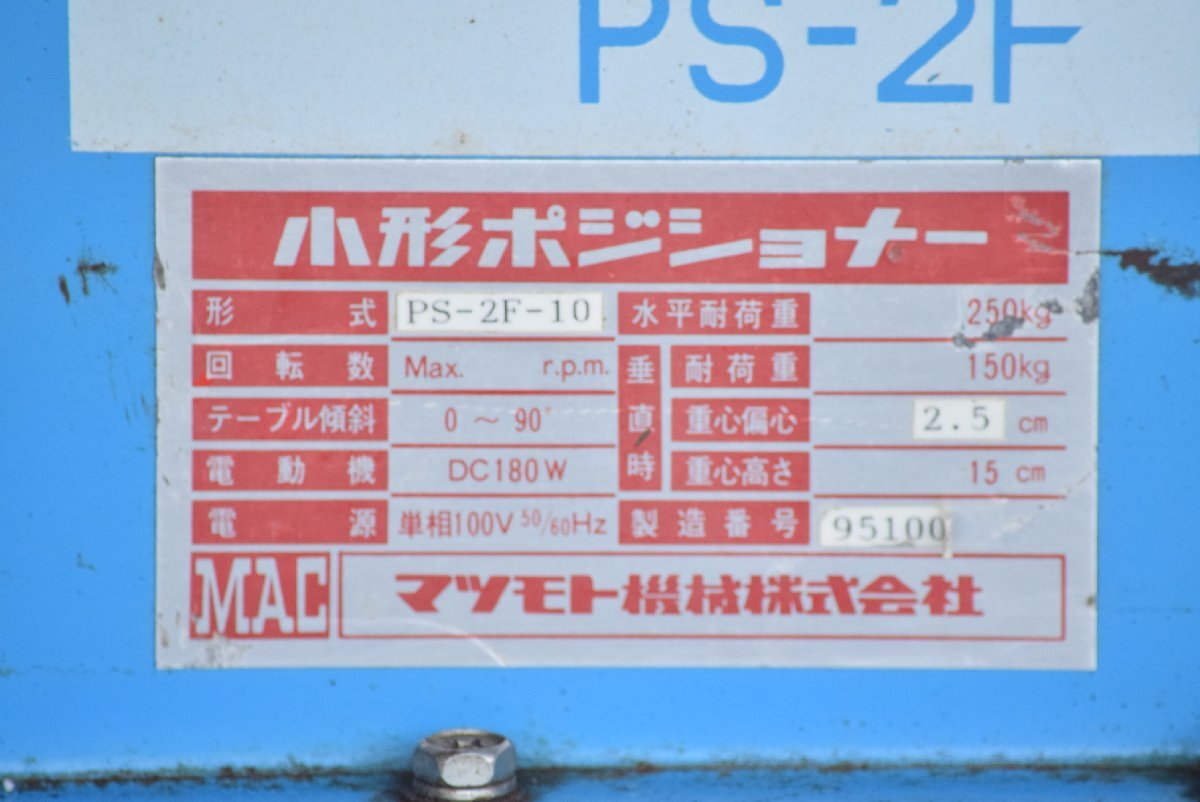 PS-2F
小形ポジショナー
形式 PS-2F-10 水平耐荷重 250kg
回転数 Max. r.p.m. 垂直時 耐荷重 150kg
テーブル傾斜 0～90° 重心偏心 2.5 cm
電動機 DC180W 重心高さ 15 cm
電源 単相100V 50/60Hz 製造番号 95100
MAC マツモト機械株式会社